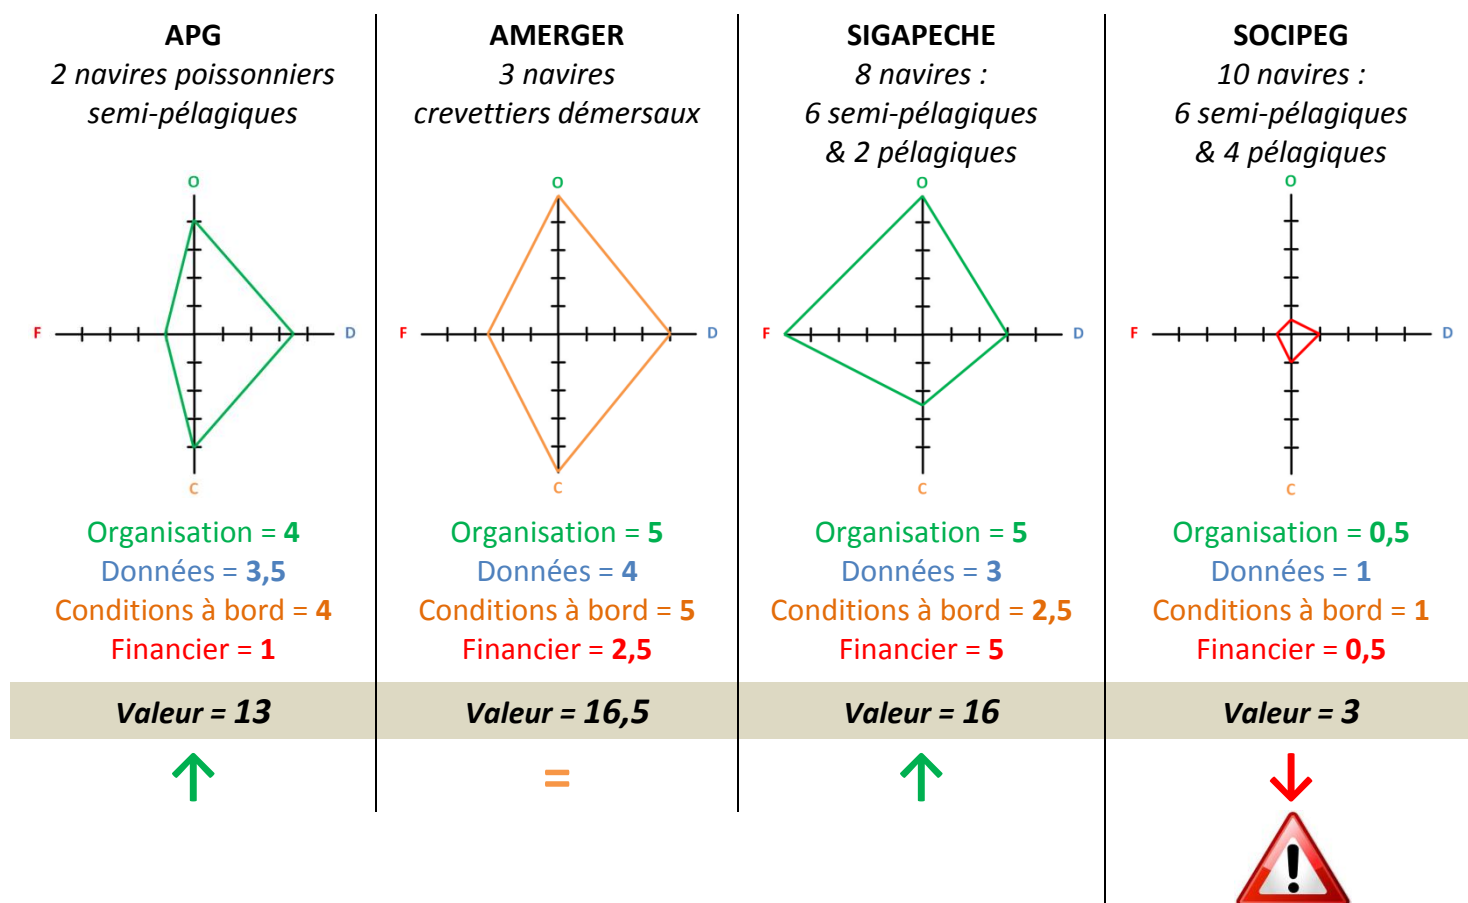 APG
2 navires poissonniers
semi-pélagiques
O
F
D
C
Organisation = 4
Données = 3,5
Conditions à bord = 4
Financier = 1
Valeur = 13
AMERGER
3 navires
crevettiers démersaux
O
F
D
C
Organisation = 5
Données = 4
Conditions à bord = 5
Financier = 2,5
Valeur = 16,5
=
SIGAPECHE
8 navires :
6 semi-pélagiques
& 2 pélagiques
O
F
D
C
Organisation = 5
Données = 3
Conditions à bord = 2,5
Financier = 5
Valeur = 16
SOCIPEG
10 navires :
6 semi-pélagiques
& 4 pélagiques
O
F
D
C
Organisation = 0,5
Données = 1
Conditions à bord = 1
Financier = 0,5
Valeur = 3
!